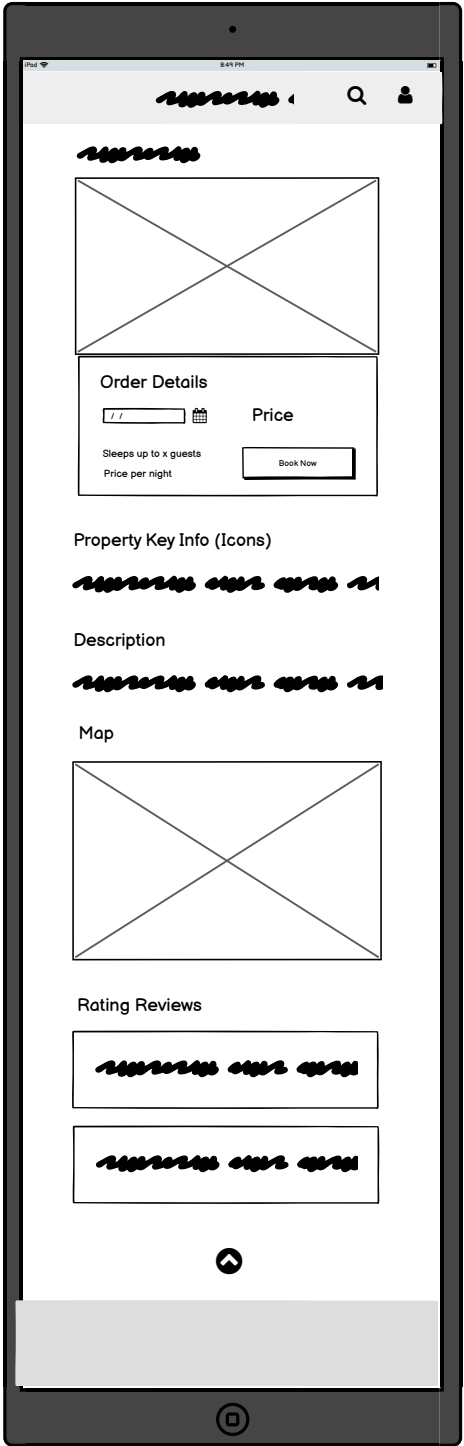 iPad
8:49 PM
Order Details
/ /
Price
Sleeps up to x guests
Price per night
Book Now
Property Key Info (Icons)
Description
Map
Rating Reviews